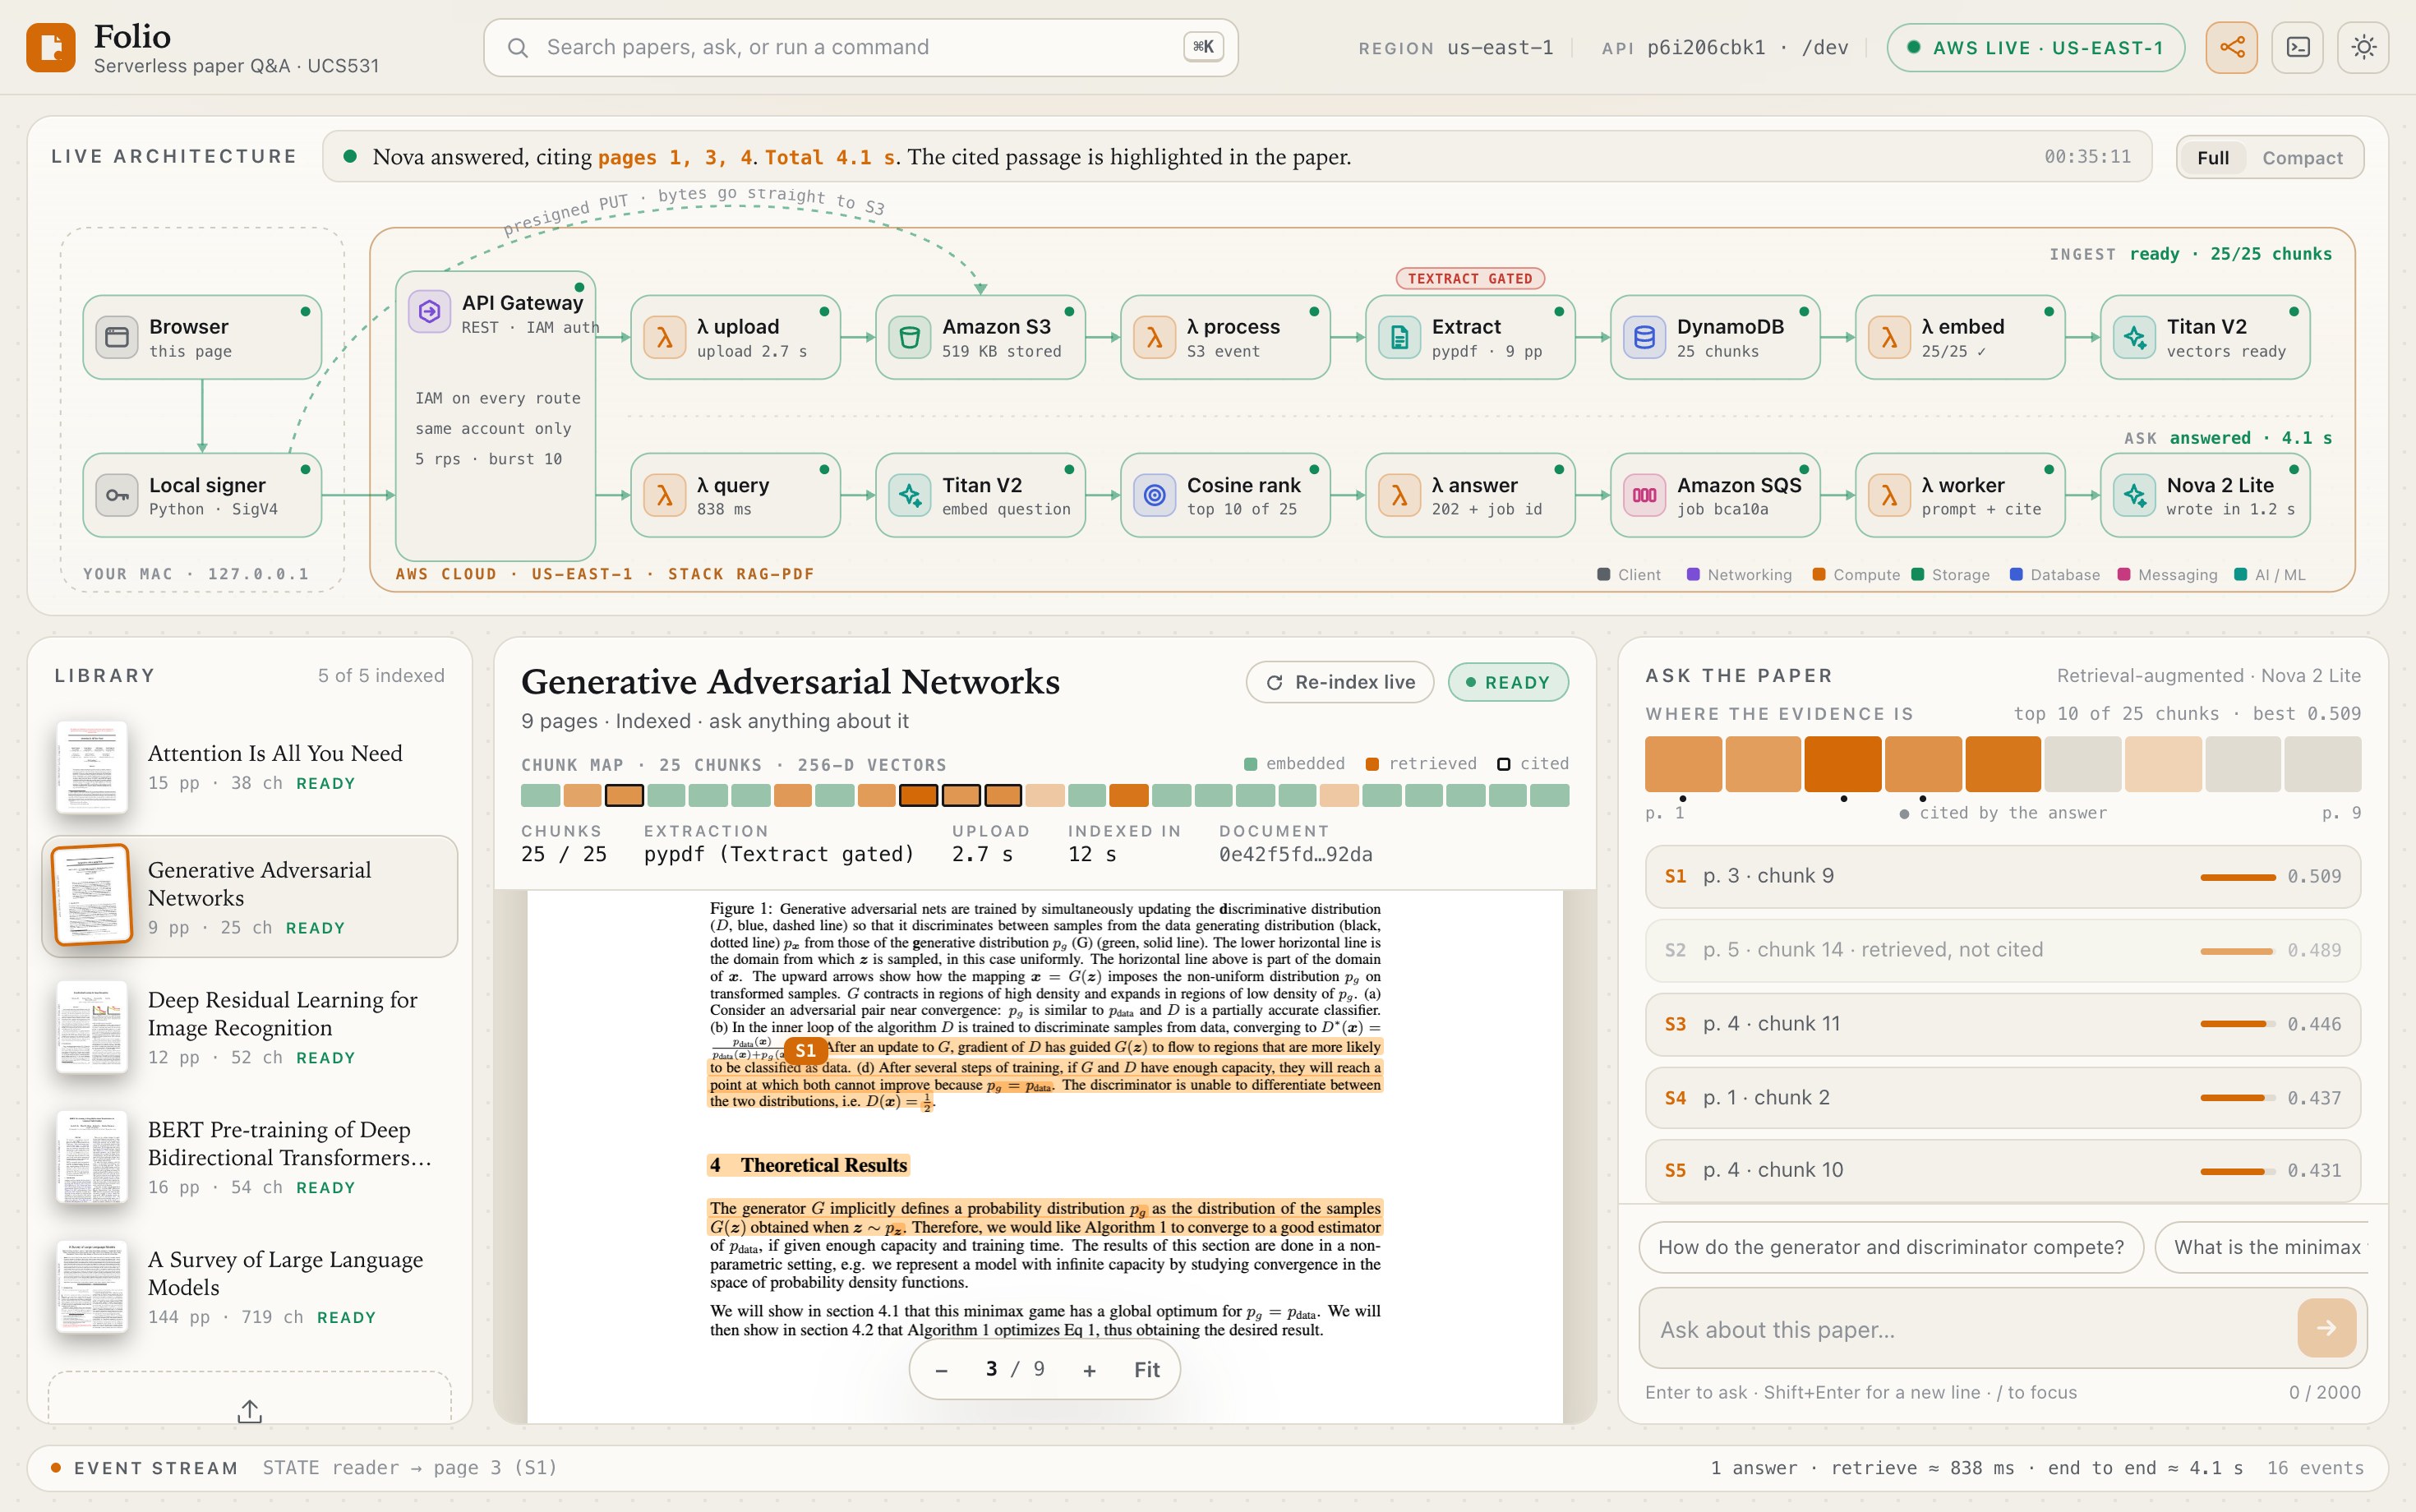 Folio
Serverless paper Q&A · UCS531
Search papers, ask, or run a command
⌘K
REGION us-east-1
API p6i206cbk1 · /dev
AWS LIVE · US-EAST-1
LIVE ARCHITECTURE
Nova answered, citing pages 1, 3, 4. Total 4.1 s. The cited passage is highlighted in the paper.
00:35:11
Full
Compact
presigned PUT · bytes go straight to S3
INGEST ready · 25/25 chunks
TEXTRACT GATED
Browser
this page
API Gateway
REST · IAM auth
λ upload
upload 2.7 s
Amazon S3
519 KB stored
λ process
S3 event
Extract
pypdf · 9 pp
DynamoDB
25 chunks
λ embed
25/25 ✓
Titan V2
vectors ready
IAM on every route
same account only
5 rps · burst 10
ASK answered · 4.1 s
Local signer
Python · SigV4
λ query
838 ms
Titan V2
embed question
Cosine rank
top 10 of 25
λ answer
202 + job id
Amazon SQS
job bca10a
λ worker
prompt + cite
Nova 2 Lite
wrote in 1.2 s
YOUR MAC · 127.0.0.1
AWS CLOUD · US-EAST-1 · STACK RAG-PDF
Client
Networking
Compute
Storage
Database
Messaging
AI / ML
LIBRARY
5 of 5 indexed
Attention Is All You Need
15 pp · 38 ch READY
Generative Adversarial
Networks
9 pp · 25 ch READY
Deep Residual Learning for
Image Recognition
12 pp · 52 ch READY
BERT Pre-training of Deep
Bidirectional Transformers…
16 pp · 54 ch READY
A Survey of Large Language
Models
144 pp · 719 ch READY
Generative Adversarial Networks
Re-index live
READY
9 pages · Indexed · ask anything about it
CHUNK MAP · 25 CHUNKS · 256-D VECTORS
embedded
retrieved
cited
CHUNKS
25 / 25
EXTRACTION
pypdf (Textract gated)
UPLOAD
2.7 s
INDEXED IN
12 s
DOCUMENT
0e42f5fd…92da
Figure 1: Generative adversarial nets are trained by simultaneously updating the discriminative distribution
(D, blue, dashed line) so that it discriminates between samples from the data generating distribution (black,
dotted line) pₓ from those of the generative distribution p_g (G) (green, solid line). The lower horizontal line is
the domain from which z is sampled, in this case uniformly. The horizontal line above is part of the domain
of x. The upward arrows show how the mapping x = G(z) imposes the non-uniform distribution p_g on
transformed samples. G contracts in regions of high density and expands in regions of low density of p_g. (a)
Consider an adversarial pair near convergence: p_g is similar to p_data and D is a partially accurate classifier.
(b) In the inner loop of the algorithm D is trained to discriminate samples from data, converging to D*(x) =
p_data(x)
p_data(x)+p_g(x
S1
After an update to G, gradient of D has guided G(z) to flow to regions that are more likely
to be classified as data. (d) After several steps of training, if G and D have enough capacity, they will reach a
point at which both cannot improve because p_g = p_data. The discriminator is unable to differentiate between
the two distributions, i.e. D(x) = 1/2.
4 Theoretical Results
The generator G implicitly defines a probability distribution p_g as the distribution of the samples
G(z) obtained when z ∼ p_z. Therefore, we would like Algorithm 1 to converge to a good estimator
of p_data, if given enough capacity and training time. The results of this section are done in a non-
parametric setting, e.g. we represent a model with infinite capacity by studying convergence in the
space of probability density functions.
We will show in section 4.1 that this minimax game has a global optimum for p_g = p_data. We will
then show in section 4.2 that Algorithm 1 optimizes Eq 1, thus obtaining the desired result.
− 3 / 9 + Fit
ASK THE PAPER
Retrieval-augmented · Nova 2 Lite
WHERE THE EVIDENCE IS
top 10 of 25 chunks · best 0.509
p. 1
cited by the answer
p. 9
S1 p. 3 · chunk 9 0.509
S2 p. 5 · chunk 14 · retrieved, not cited 0.489
S3 p. 4 · chunk 11 0.446
S4 p. 1 · chunk 2 0.437
S5 p. 4 · chunk 10 0.431
How do the generator and discriminator compete?
What is the minimax
Ask about this paper…
Enter to ask · Shift+Enter for a new line · / to focus
0 / 2000
EVENT STREAM
STATE reader → page 3 (S1)
1 answer · retrieve ≈ 838 ms · end to end ≈ 4.1 s
16 events